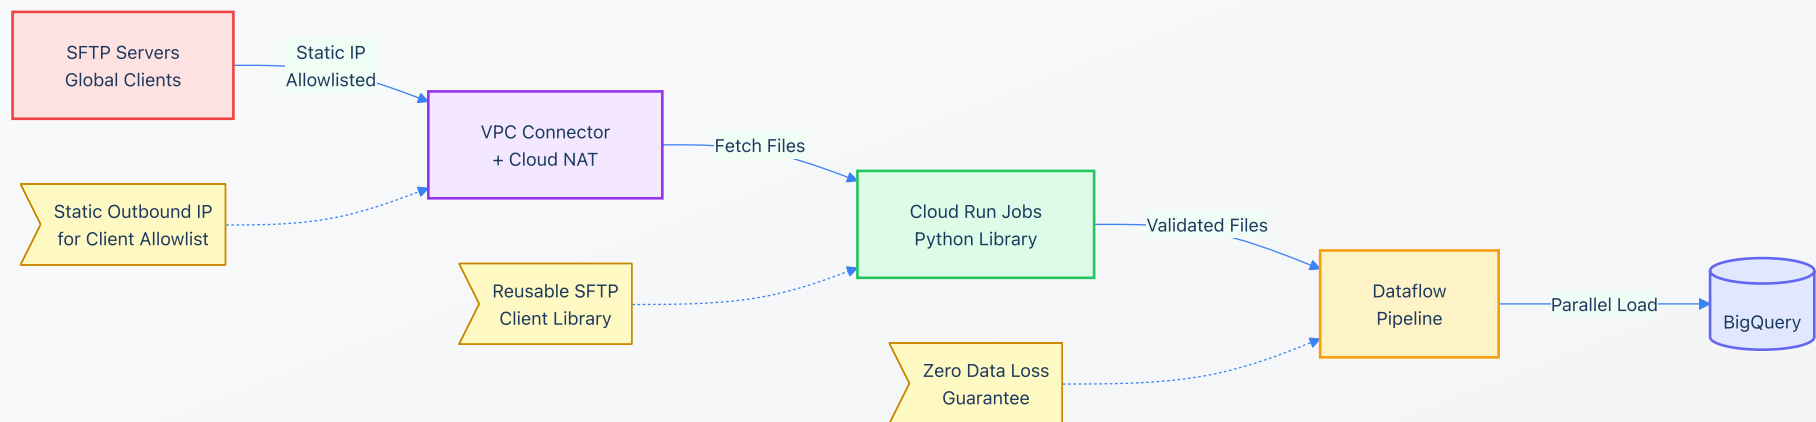 SFTP Servers
Global Clients
Static IP
Allowlisted
VPC Connector
+ Cloud NAT
Fetch Files
Static Outbound IP
for Client Allowlist
Cloud Run Jobs
Python Library
Validated Files
Reusable SFTP
Client Library
Dataflow
Pipeline
Parallel Load
BigQuery
Zero Data Loss
Guarantee